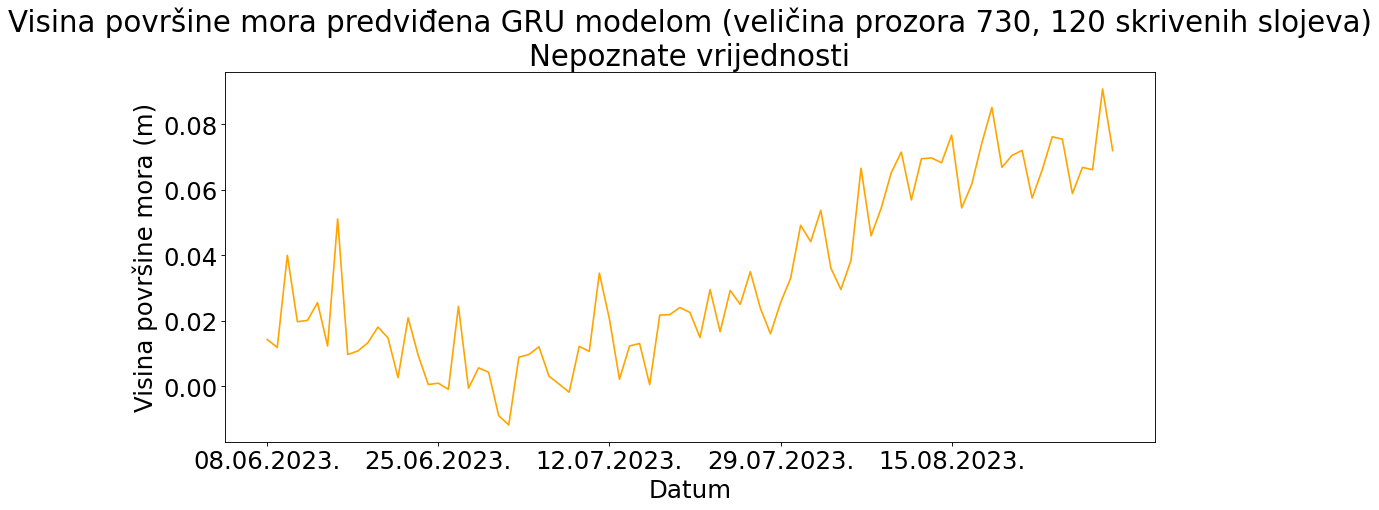 Visina površine mora predviđena GRU modelom (veličina prozora 730, 120 skrivenih slojeva)
Nepoznate vrijednosti
Visina površine mora (m)
0.08
0.06
0.04
0.02
0.00
08.06.2023. 25.06.2023. 12.07.2023. 29.07.2023. 15.08.2023.
Datum